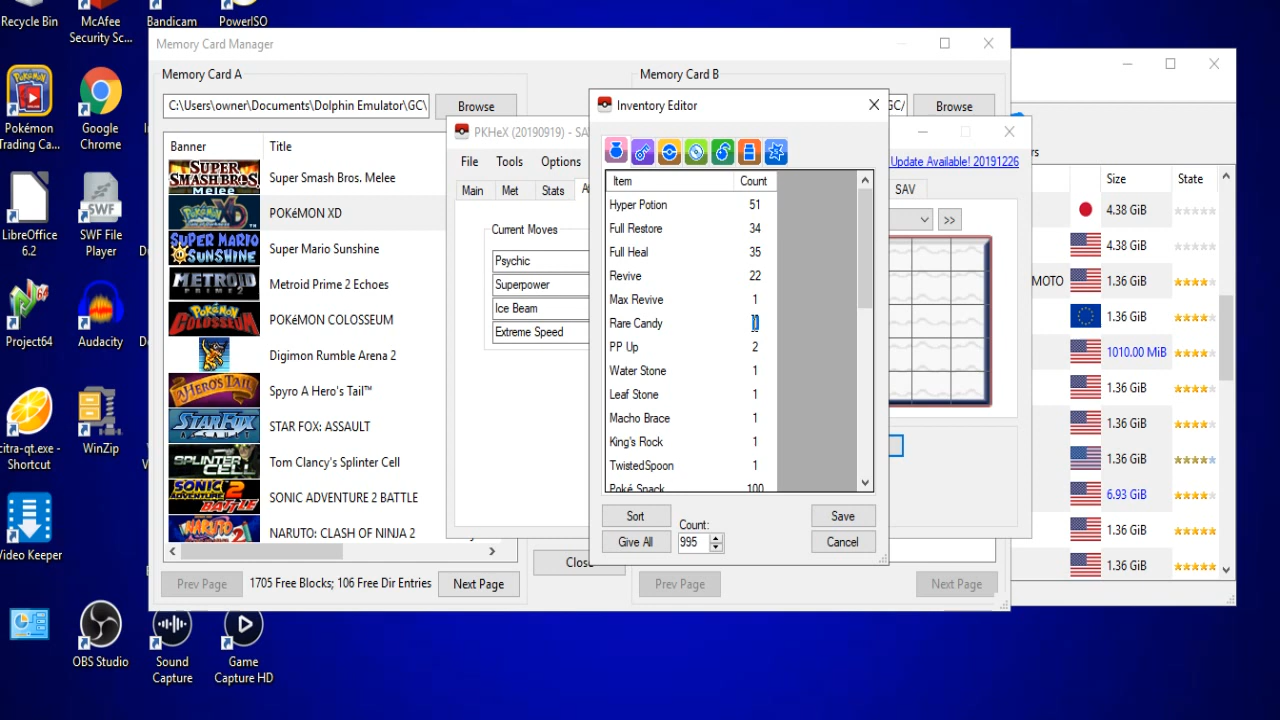 Recycle Bin
McAfee
Security Sc...
Bandicam
PowerISO
Pokémon
Trading Ca...
Google
Chrome
LibreOffice
6.2
SWF
SWF File
Player
Project64
Audacity
citra-qt.exe -
Shortcut
WinZip
Video Keeper
OBS Studio
Sound
Capture
Game
Capture HD
Memory Card Manager
Memory Card A
C:\Users\owner\Documents\Dolphin Emulator\GC\
Browse
Banner
Title
Super Smash Bros. Melee
POKéMON XD
Super Mario Sunshine
Metroid Prime 2 Echoes
POKéMON COLOSSEUM
Digimon Rumble Arena 2
Spyro A Hero's Tail™
STAR FOX: ASSAULT
Tom Clancy's Splinter Cell
SONIC ADVENTURE 2 BATTLE
NARUTO: CLASH OF NINJA 2
Prev Page
1705 Free Blocks; 106 Free Dir Entries
Next Page
Close
Memory Card B
GC/
Browse
Prev Page
Next Page
PKHeX (20190919) - SA
File
Tools
Options
Update Available! 20191226
Main
Met
Stats
SAV
>>
Current Moves
Psychic
Superpower
Ice Beam
Extreme Speed
Inventory Editor
Item
Count
Hyper Potion 51
Full Restore 34
Full Heal 35
Revive 22
Max Revive 1
Rare Candy
PP Up 2
Water Stone 1
Leaf Stone 1
Macho Brace 1
King's Rock 1
TwistedSpoon 1
Poké Snack 100
Sort
Give All
Count:
995
Save
Cancel
Size
State
4.38 GiB
4.38 GiB
MOTO 1.36 GiB
1.36 GiB
1010.00 MiB
1.36 GiB
1.36 GiB
1.36 GiB
6.93 GiB
1.36 GiB
1.36 GiB